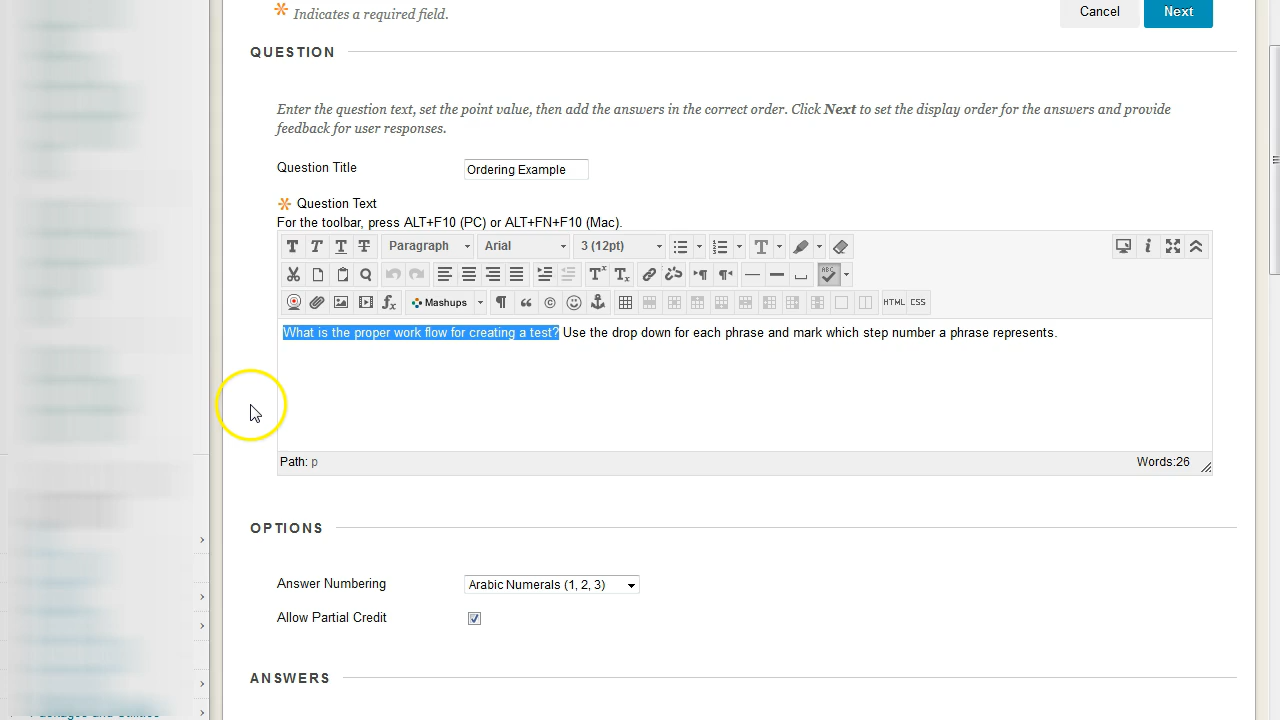 Indicates a required field.
Cancel
Next
QUESTION
Enter the question text, set the point value, then add the answers in the correct order. Click Next to set the display order for the answers and provide
feedback for user responses.
Question Title
Ordering Example
Question Text
For the toolbar, press ALT+F10 (PC) or ALT+FN+F10 (Mac).
T T T T Paragraph Arial 3 (12pt) T
ABC
fx Mashups HTML CSS
What is the proper work flow for creating a test? Use the drop down for each phrase and mark which step number a phrase represents.
Path: p
Words:26
OPTIONS
Answer Numbering
Arabic Numerals (1, 2, 3)
Allow Partial Credit
ANSWERS